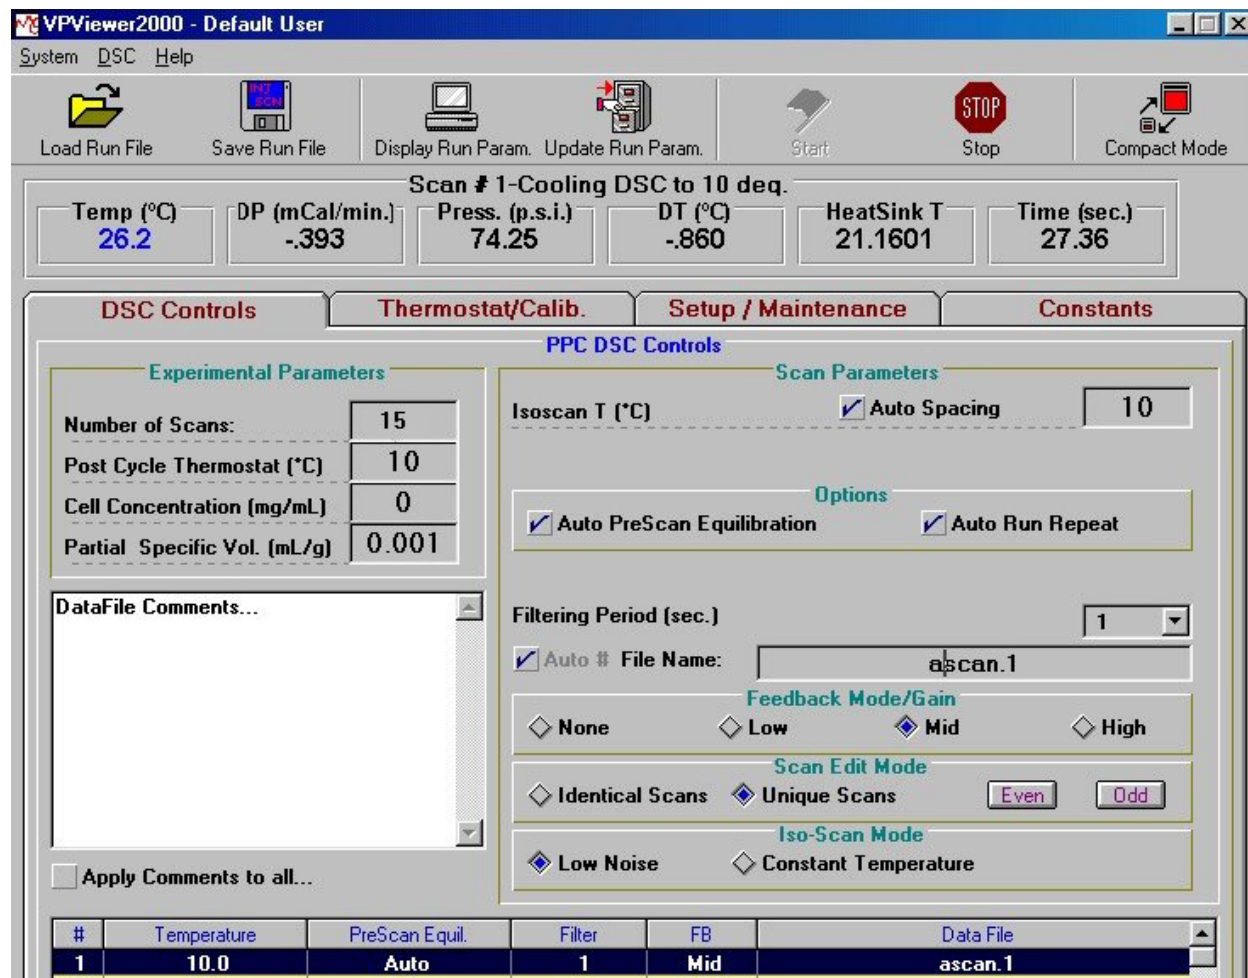 VPViewer2000 - Default User
System DSC Help
INJ
SCN
STOP
Load Run File Save Run File Display Run Param. Update Run Param. Start Stop Compact Mode
Scan # 1-Cooling DSC to 10 deq.
Temp (°C) DP (mCal/min.) Press. (p.s.i.) DT (°C) HeatSink T Time (sec.)
26.2 -.393 74.25 -.860 21.1601 27.36
DSC Controls Thermostat/Calib. Setup / Maintenance Constants
PPC DSC Controls
Experimental Parameters
Number of Scans: 15
Post Cycle Thermostat (°C) 10
Cell Concentration (mg/mL) 0
Partial Specific Vol. (mL/g) 0.001
DataFile Comments...
Apply Comments to all...
Scan Parameters
Isoscan T (°C) Auto Spacing 10
Options
Auto PreScan Equilibration Auto Run Repeat
Filtering Period (sec.) 1
Auto # File Name: ascan.1
Feedback Mode/Gain
None Low Mid High
Scan Edit Mode
Identical Scans Unique Scans Even Odd
Iso-Scan Mode
Low Noise Constant Temperature
# Temperature PreScan Equil. Filter FB Data File
1 10.0 Auto 1 Mid ascan.1